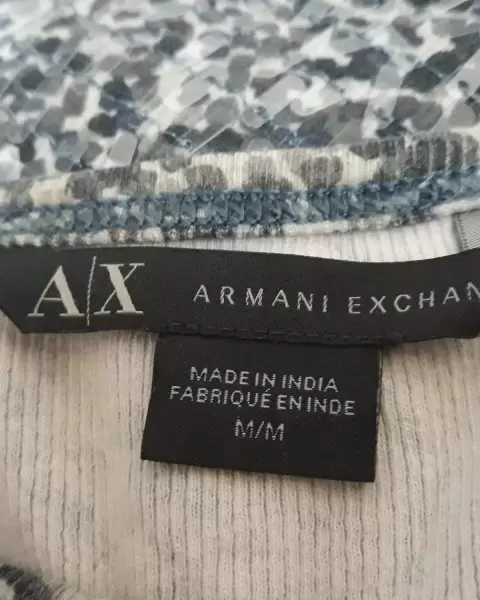 A|X ARMANI EXCHAN
MADE IN INDIA
FABRIQUÉ EN INDE
M/M